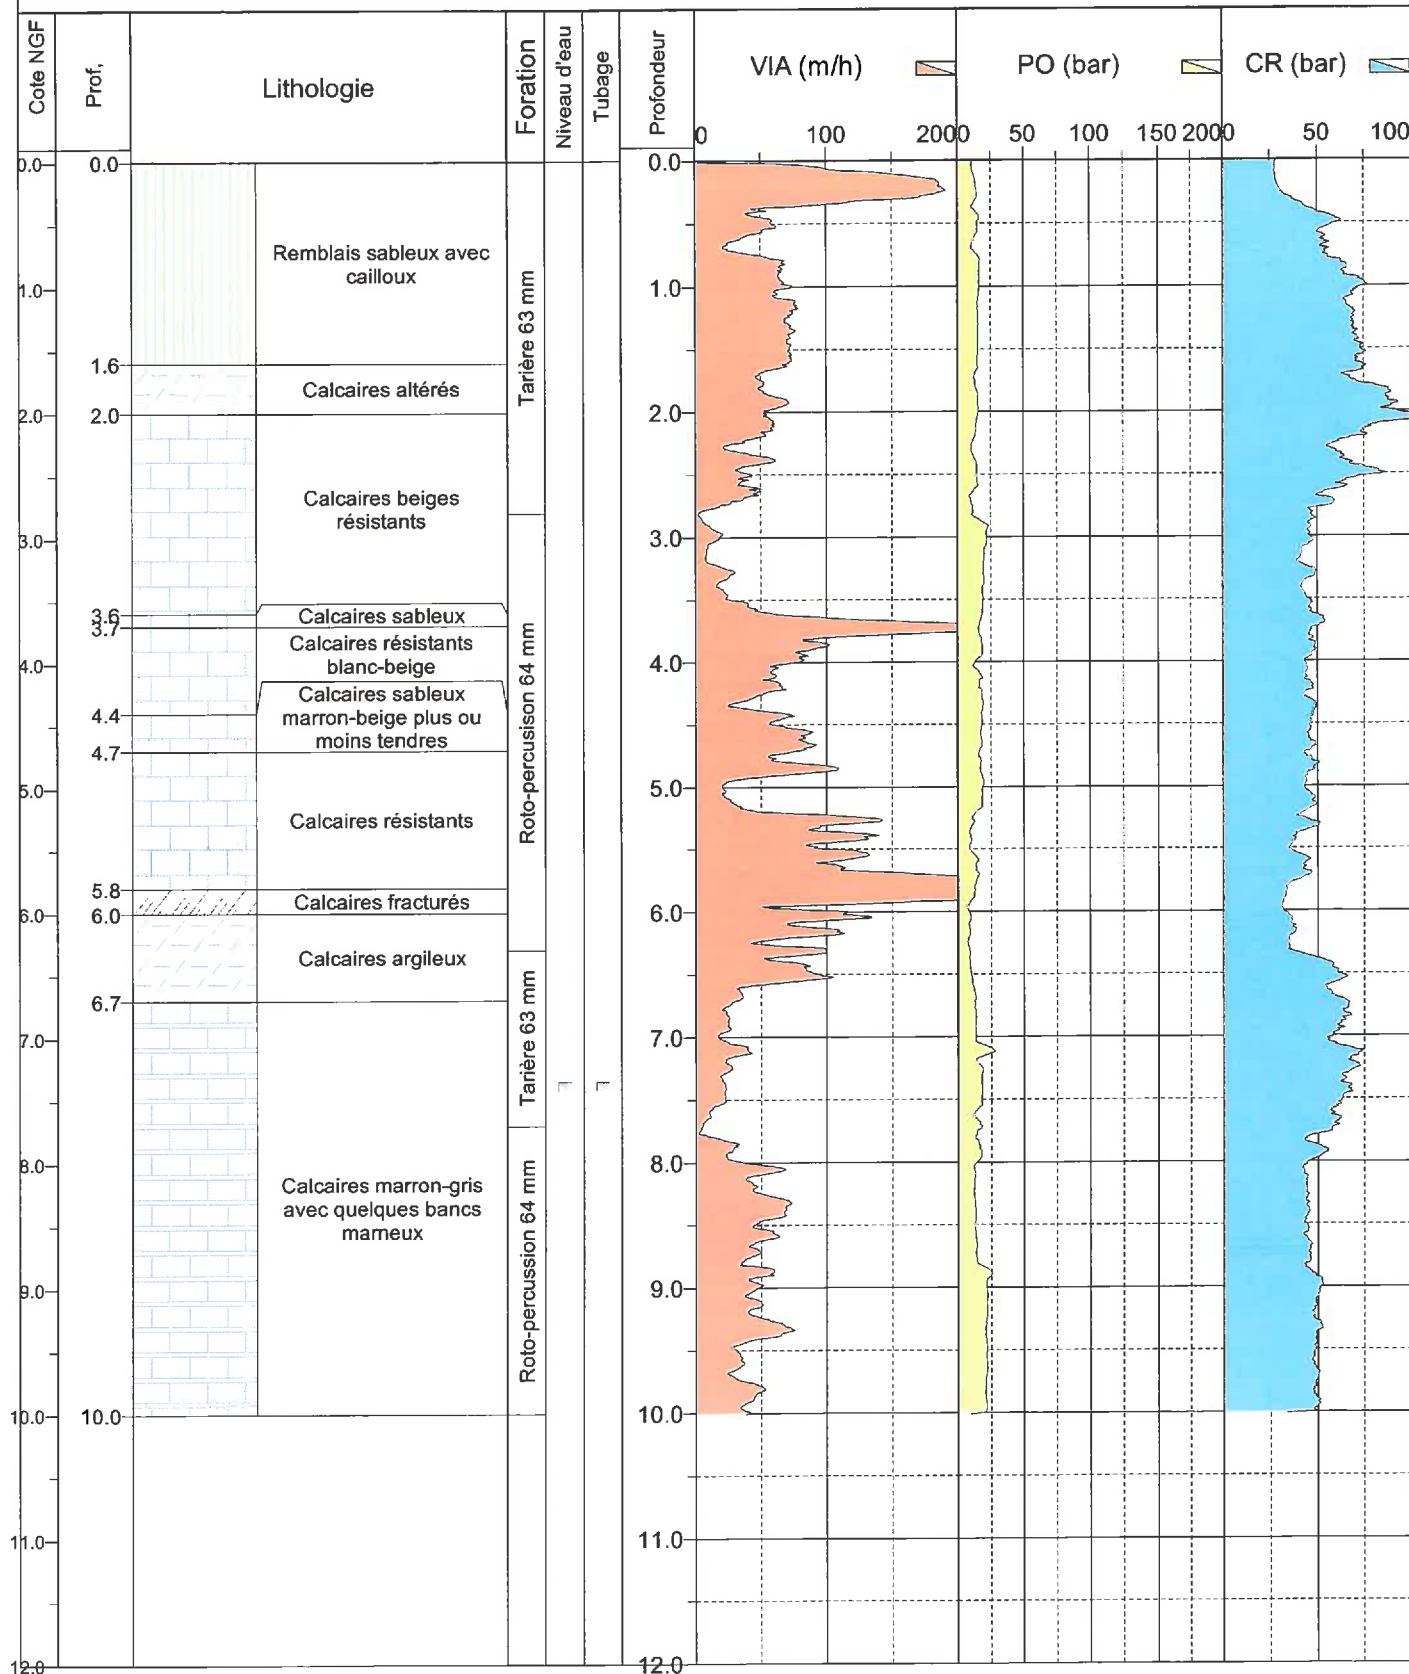 Cote NGF
Prof,
Lithologie
Foration
Niveau d'eau
Tubage
Profondeur
VIA (m/h)
PO (bar)
CR (bar)
0 100 200
0 50 100 150 200
0 50 100
0.0
1.0
2.0
3.0
4.0
5.0
6.0
7.0
8.0
9.0
10.0
11.0
12.0
0.0
1.6
2.0
3.6
3.7
4.4
4.7
5.8
6.0
6.7
10.0
Remblais sableux avec
cailloux
Calcaires altérés
Calcaires beiges
résistants
Calcaires sableux
Calcaires résistants
blanc-beige
Calcaires sableux
marron-beige plus ou
moins tendres
Calcaires résistants
Calcaires fracturés
Calcaires argileux
Calcaires marron-gris
avec quelques bancs
marneux
Tarière 63 mm
Roto-percusison 64 mm
Tarière 63 mm
Roto-percussion 64 mm
0.0
1.0
2.0
3.0
4.0
5.0
6.0
7.0
8.0
9.0
10.0
11.0
12.0